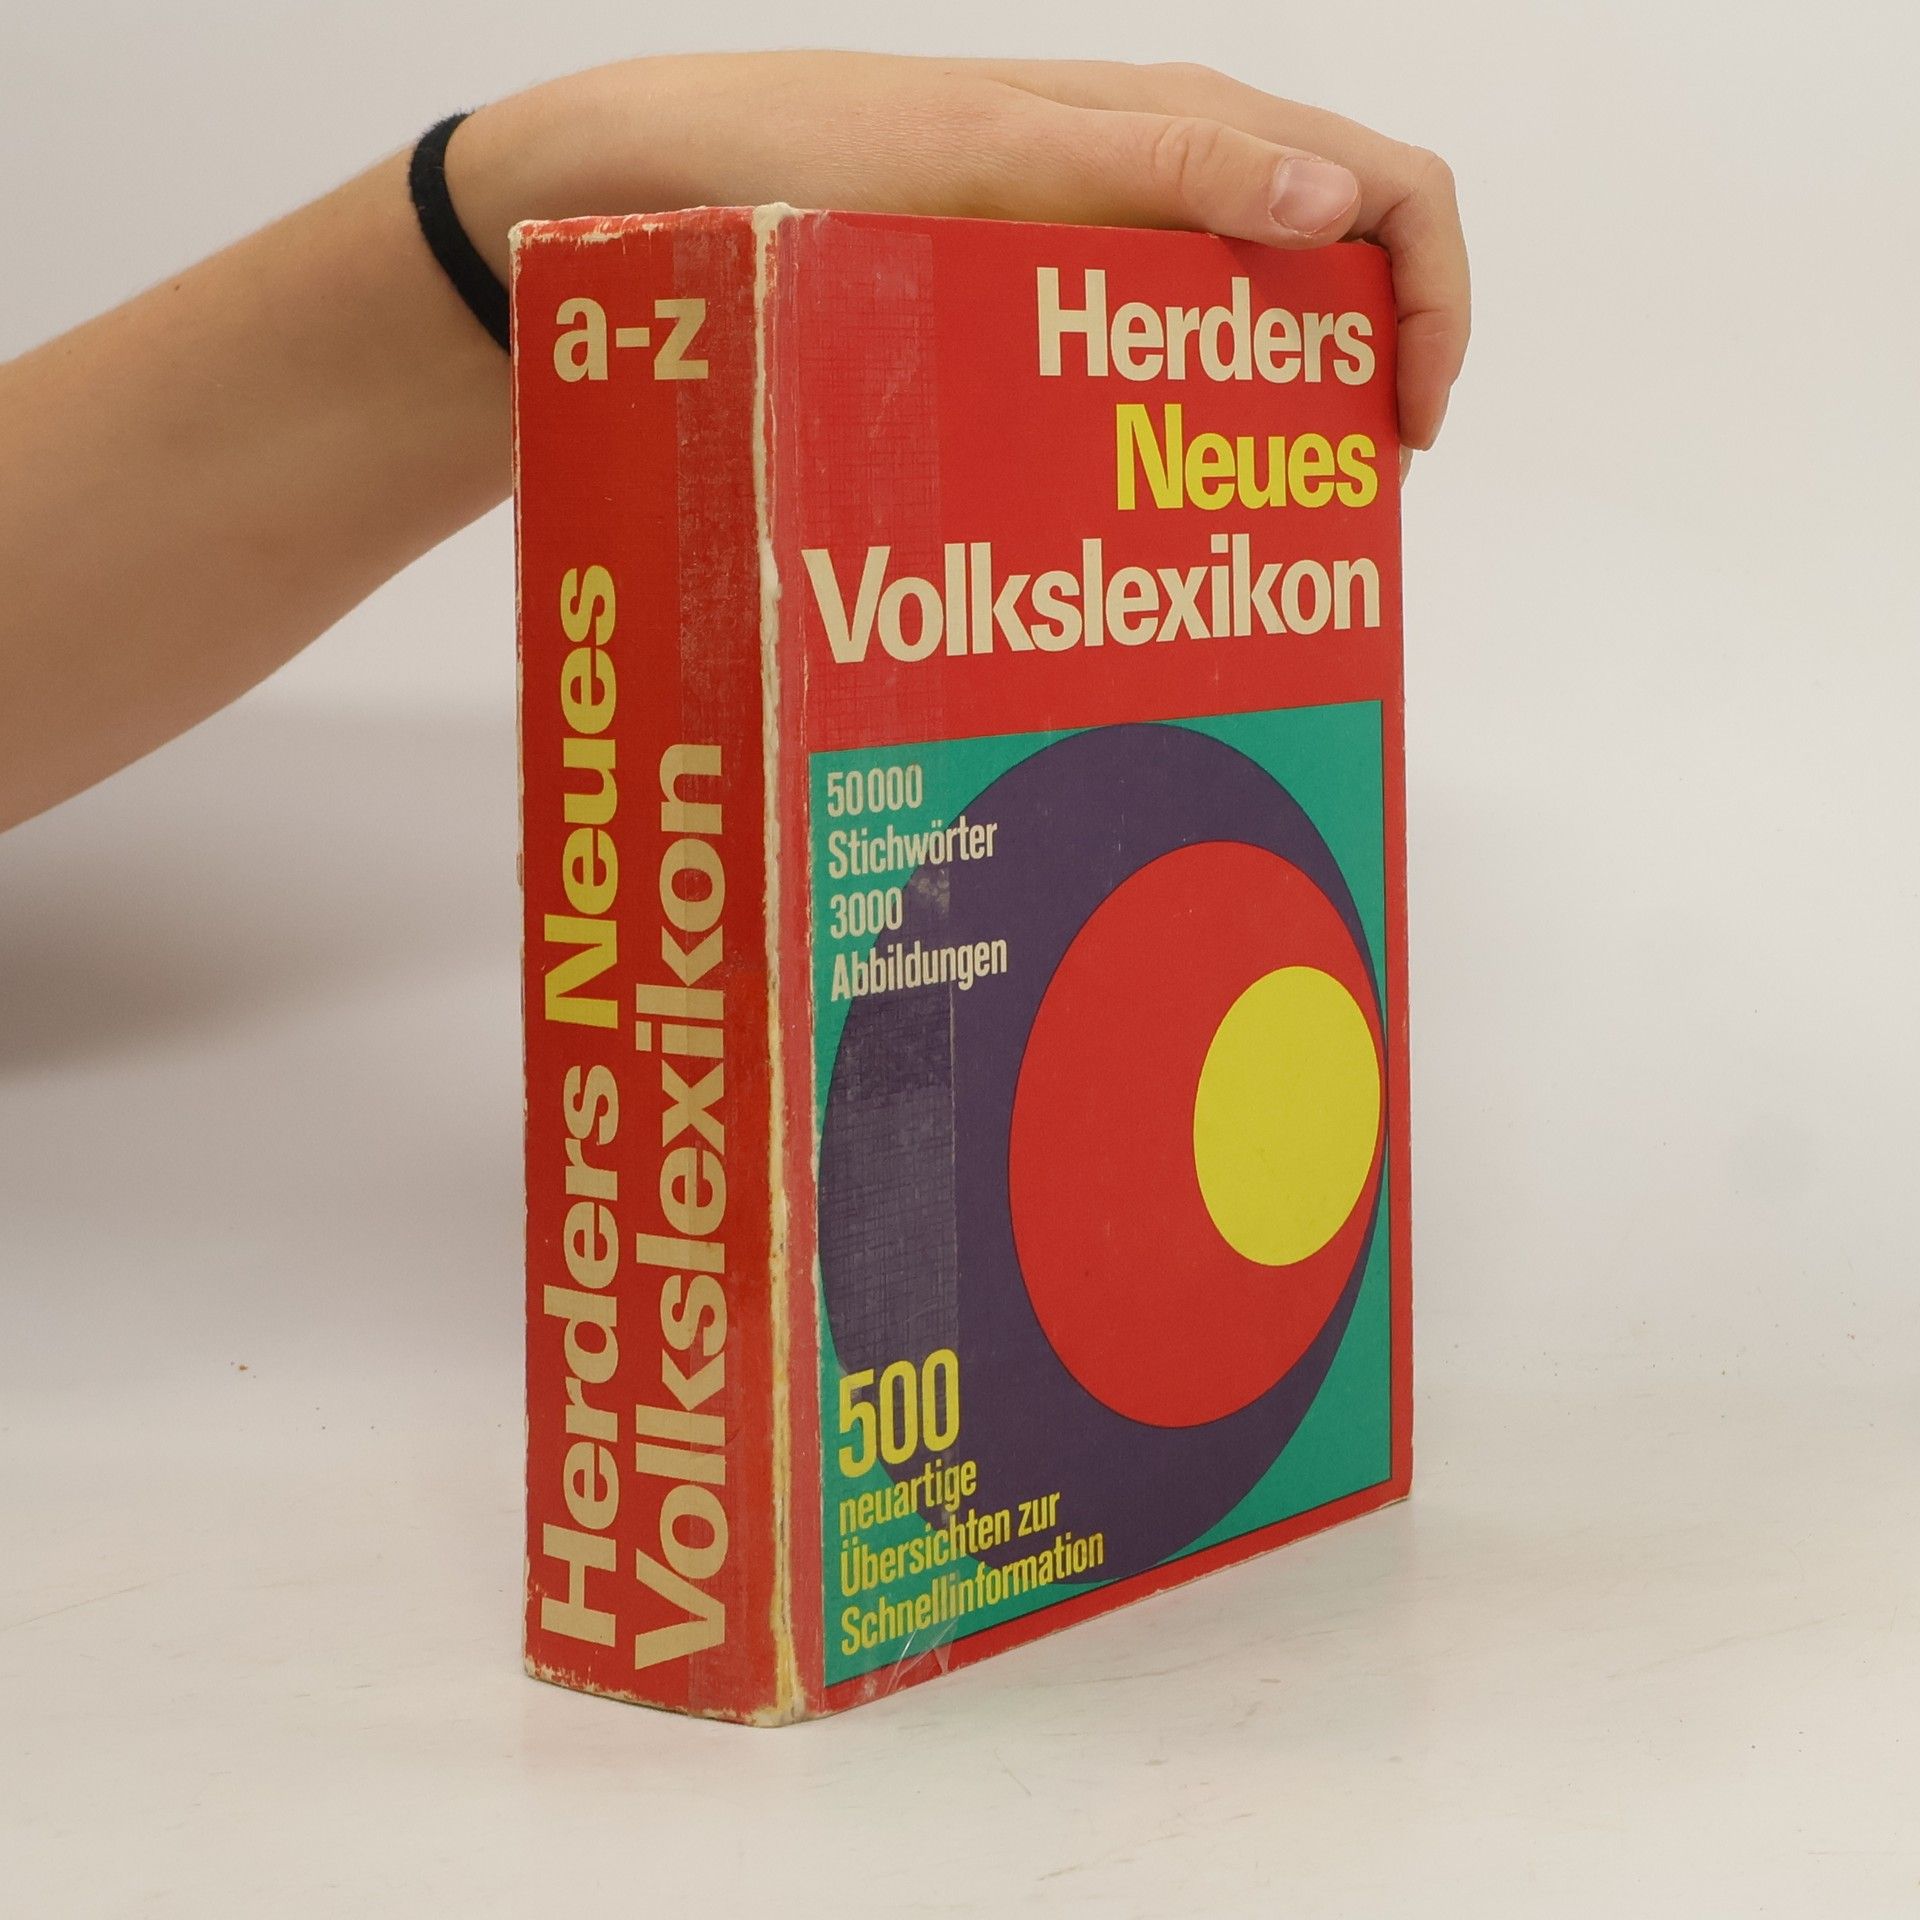 a-z
Herders Neues
Volkslexikon
Herders
Neues
Volkslexikon
50000
Stichwörter
3000
Abbildungen
500
neuartige
Übersichten zur
Schnellinformation